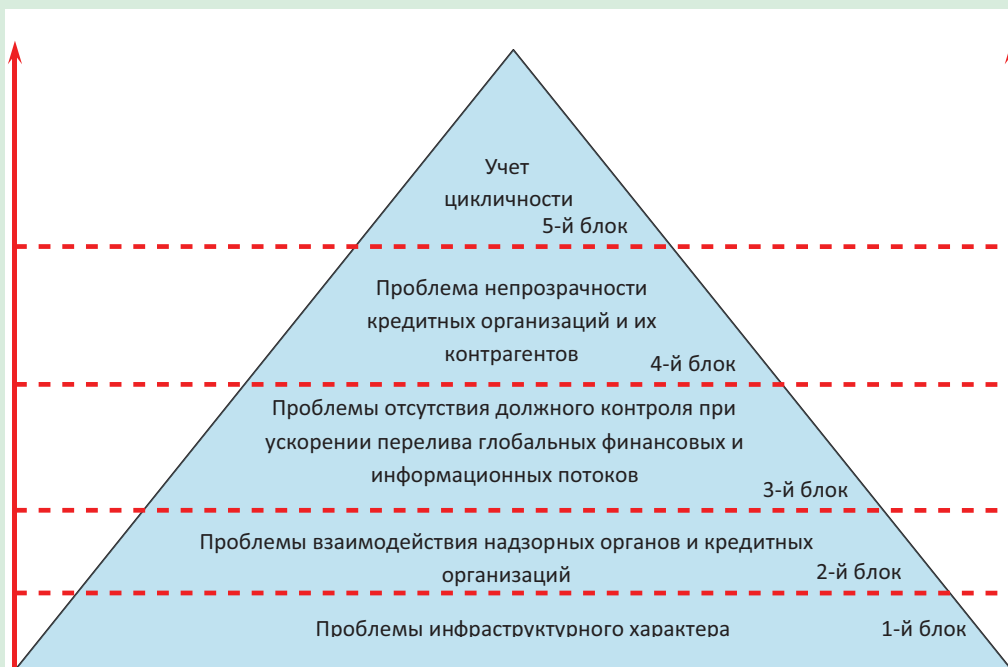 Учет
цикличности
5-й блок
Проблема непрозрачности
кредитных организаций и их
контрагентов
4-й блок
Проблемы отсутствия должного контроля при
ускорении перелива глобальных финансовых и
информационных потоков
3-й блок
Проблемы взаимодействия надзорных органов и кредитных
организаций
2-й блок
Проблемы инфраструктурного характера
1-й блок